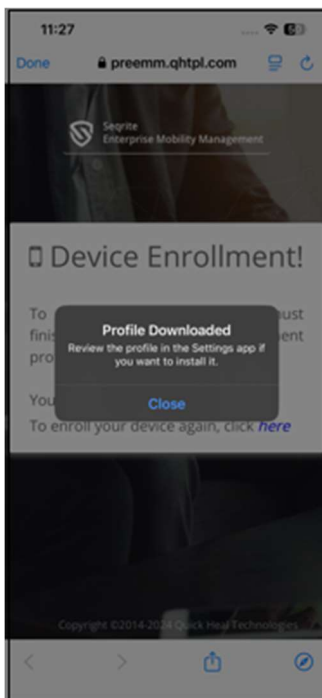 11:27
Done
preemm.qhtpl.com
Seqrite
Enterprise Mobility Management
Device Enrollment!
To must
finis ent
pro
Profile Downloaded
Review the profile in the Settings app if
you want to install it.
Close
You
To enroll your device again, click here
Copyright ©2014-2024 Quick Heal Technologies